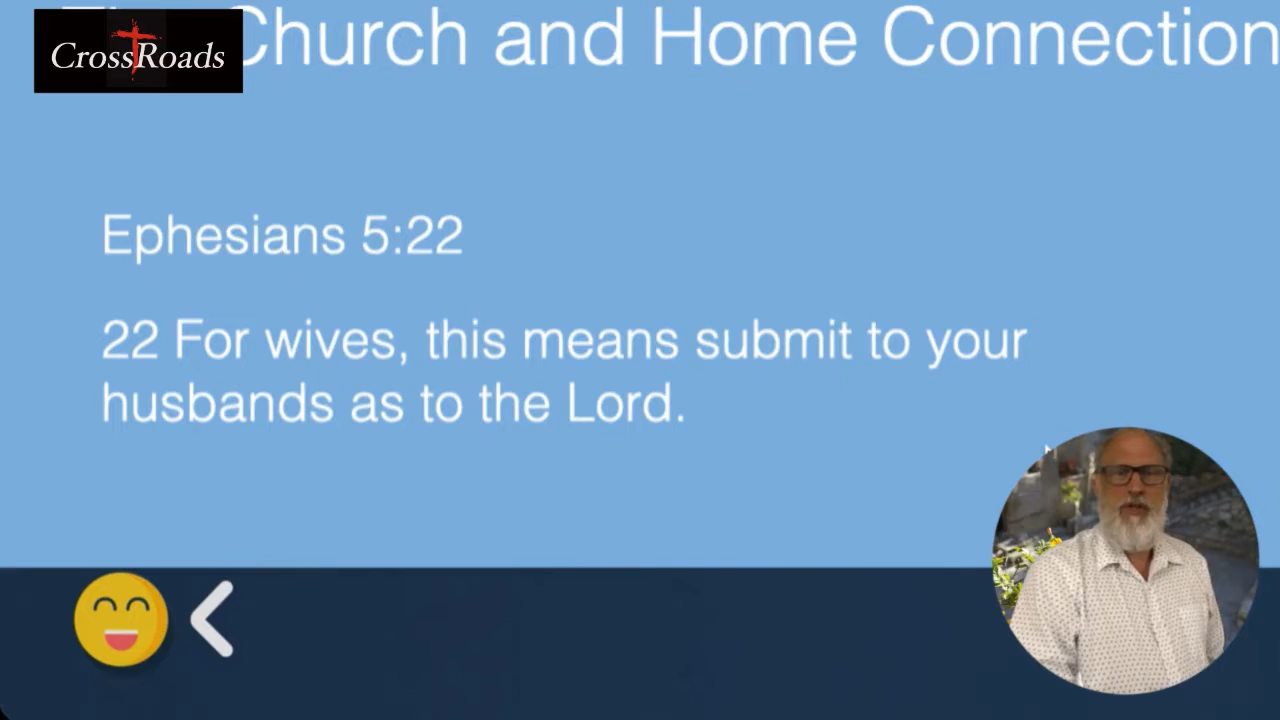 CrossRoads
Church and Home Connection
Ephesians 5:22
22 For wives, this means submit to your
husbands as to the Lord.